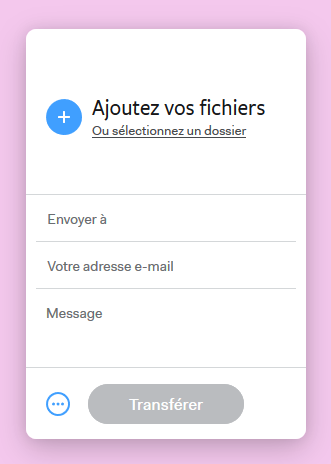 Ajoutez vos fichiers
Ou sélectionnez un dossier
Envoyer à
Votre adresse e-mail
Message
Transférer